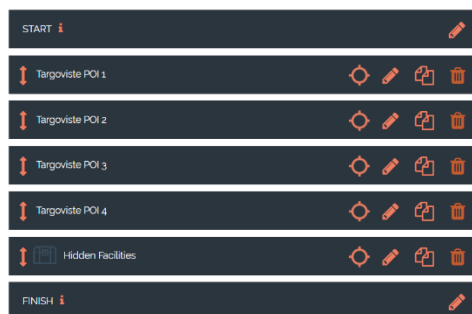 START i
Targoviste POI 1
Targoviste POI 2
Targoviste POI 3
Targoviste POI 4
Hidden Facilities
FINISH i